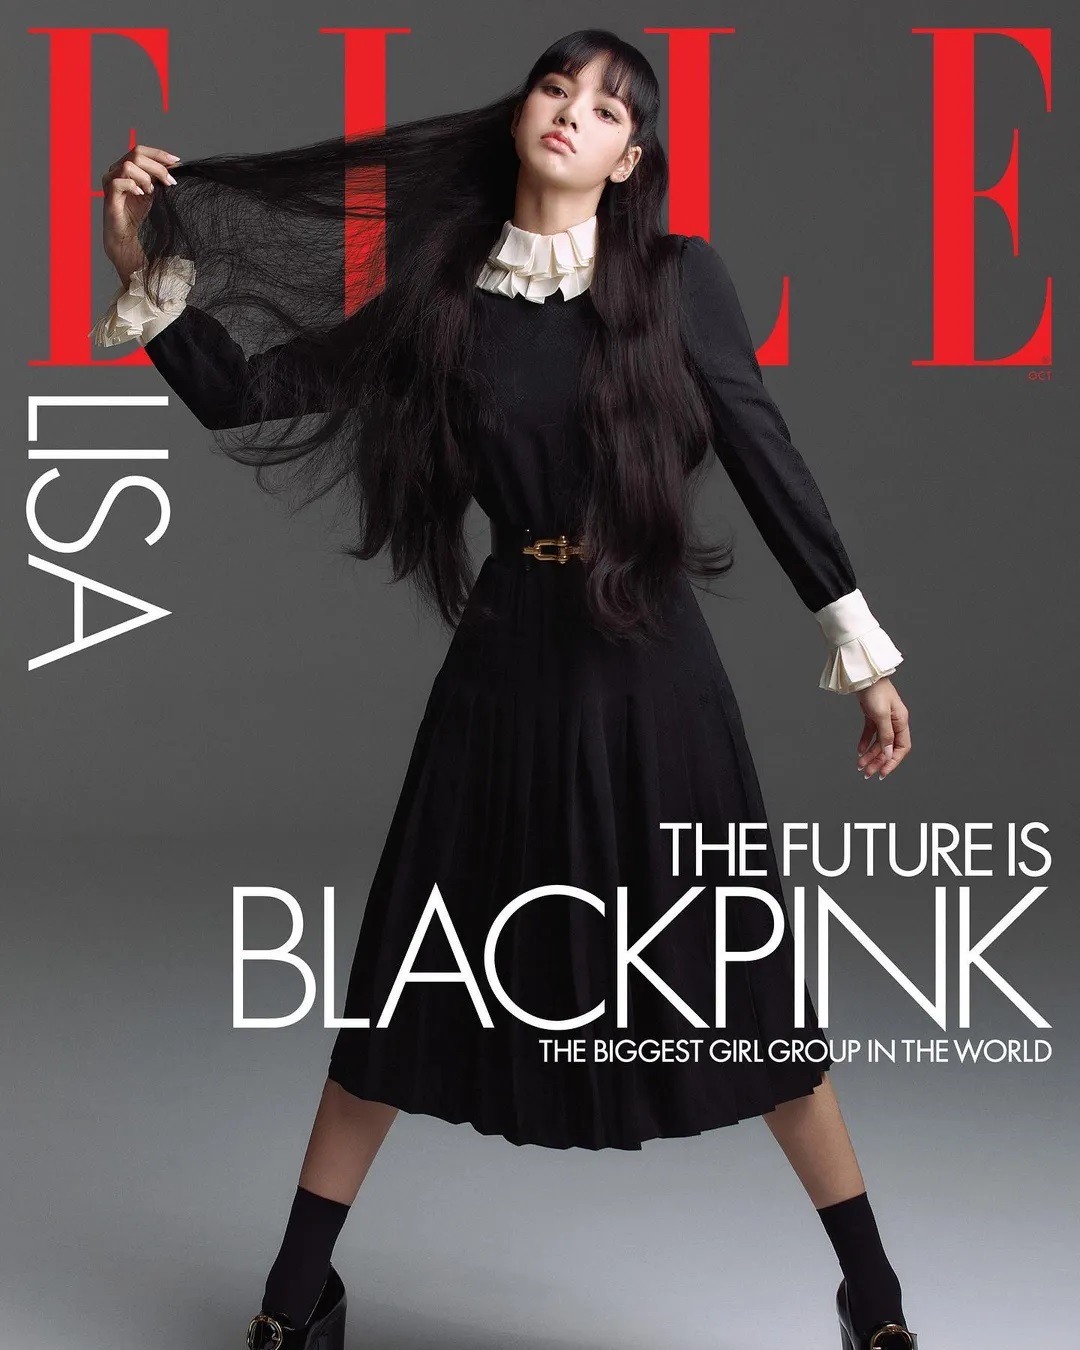 ELLE
OCT
LISA
THE FUTURE IS
BLACKPINK
THE BIGGEST GIRL GROUP IN THE WORLD